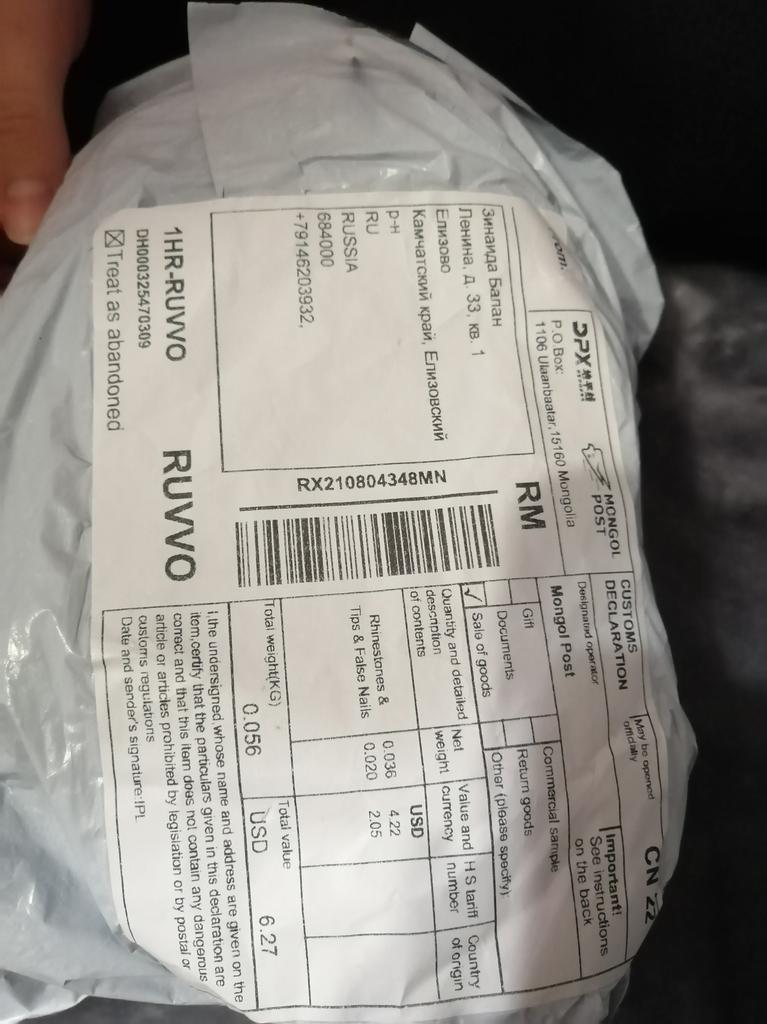 DPX
MONGOL
POST
P.O.Box:
1106 Ulaanbaatar,15160 Mongolia
Зинаида Балан
Ленина, д. 33, кв. 1
Елизово
Камчатский край, Елизовский
р-н
RU
RUSSIA
684000
+79146203932,
RM
RX210804348MN
1HR-RUVVO
RUVVO
DH000325470309
Treat as abandoned
CUSTOMS
DECLARATION
May be opened
officially
CN 22
Designated operator
Mongol Post
Important!
See instructions
on the back
Gift
Commercial sample
Documents
Return goods
Sale of goods
Other (please specify):
Quantity and detailed
description
of contents
Net
weight
Value and
currency
H S tariff
number
Country
of origin
USD
Rhinestones & 0.036 4.22
Tips & False Nails 0.020 2.05
Total weight(KG)
Total value
0.056
USD 6.27
I,the undersigned,whose name and address are given on the
item,certify that the particulars given in this declaration are
correct and that this item does not contain any dangerous
article or articles prohibited by legislation or by postal or
customs regulations
Date and sender's signature:IPL